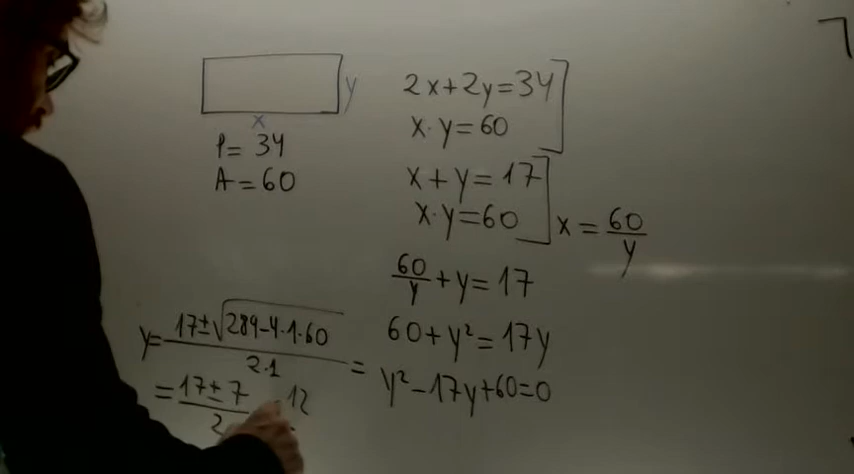 y
x
P= 34
A=60
2x+2y=34
x·y=60
x+y=17
x·y=60
x = 60/y
60/y+y=17
60+y²=17y
y²-17y+60=0
y= 17±√289-4·1·60 / 2·1 =
= 17±7 / 2 12